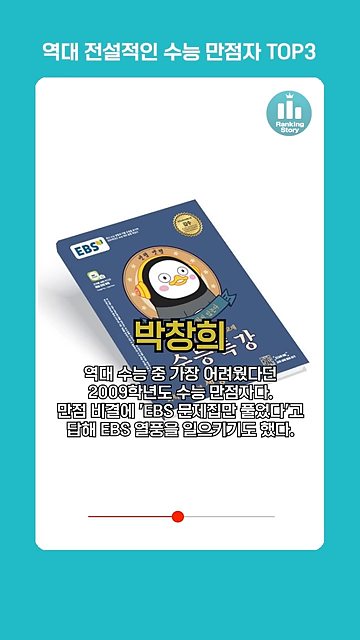 역대 전설적인 수능 만점자 TOP3
Ranking
Story
EBS
수능특강
박창희
역대 수능 중 가장 어려웠다던
2009학년도 수능 만점자다.
만점 비결에 'EBS 문제집만 풀었다'고
답해 EBS 열풍을 일으키기도 했다.